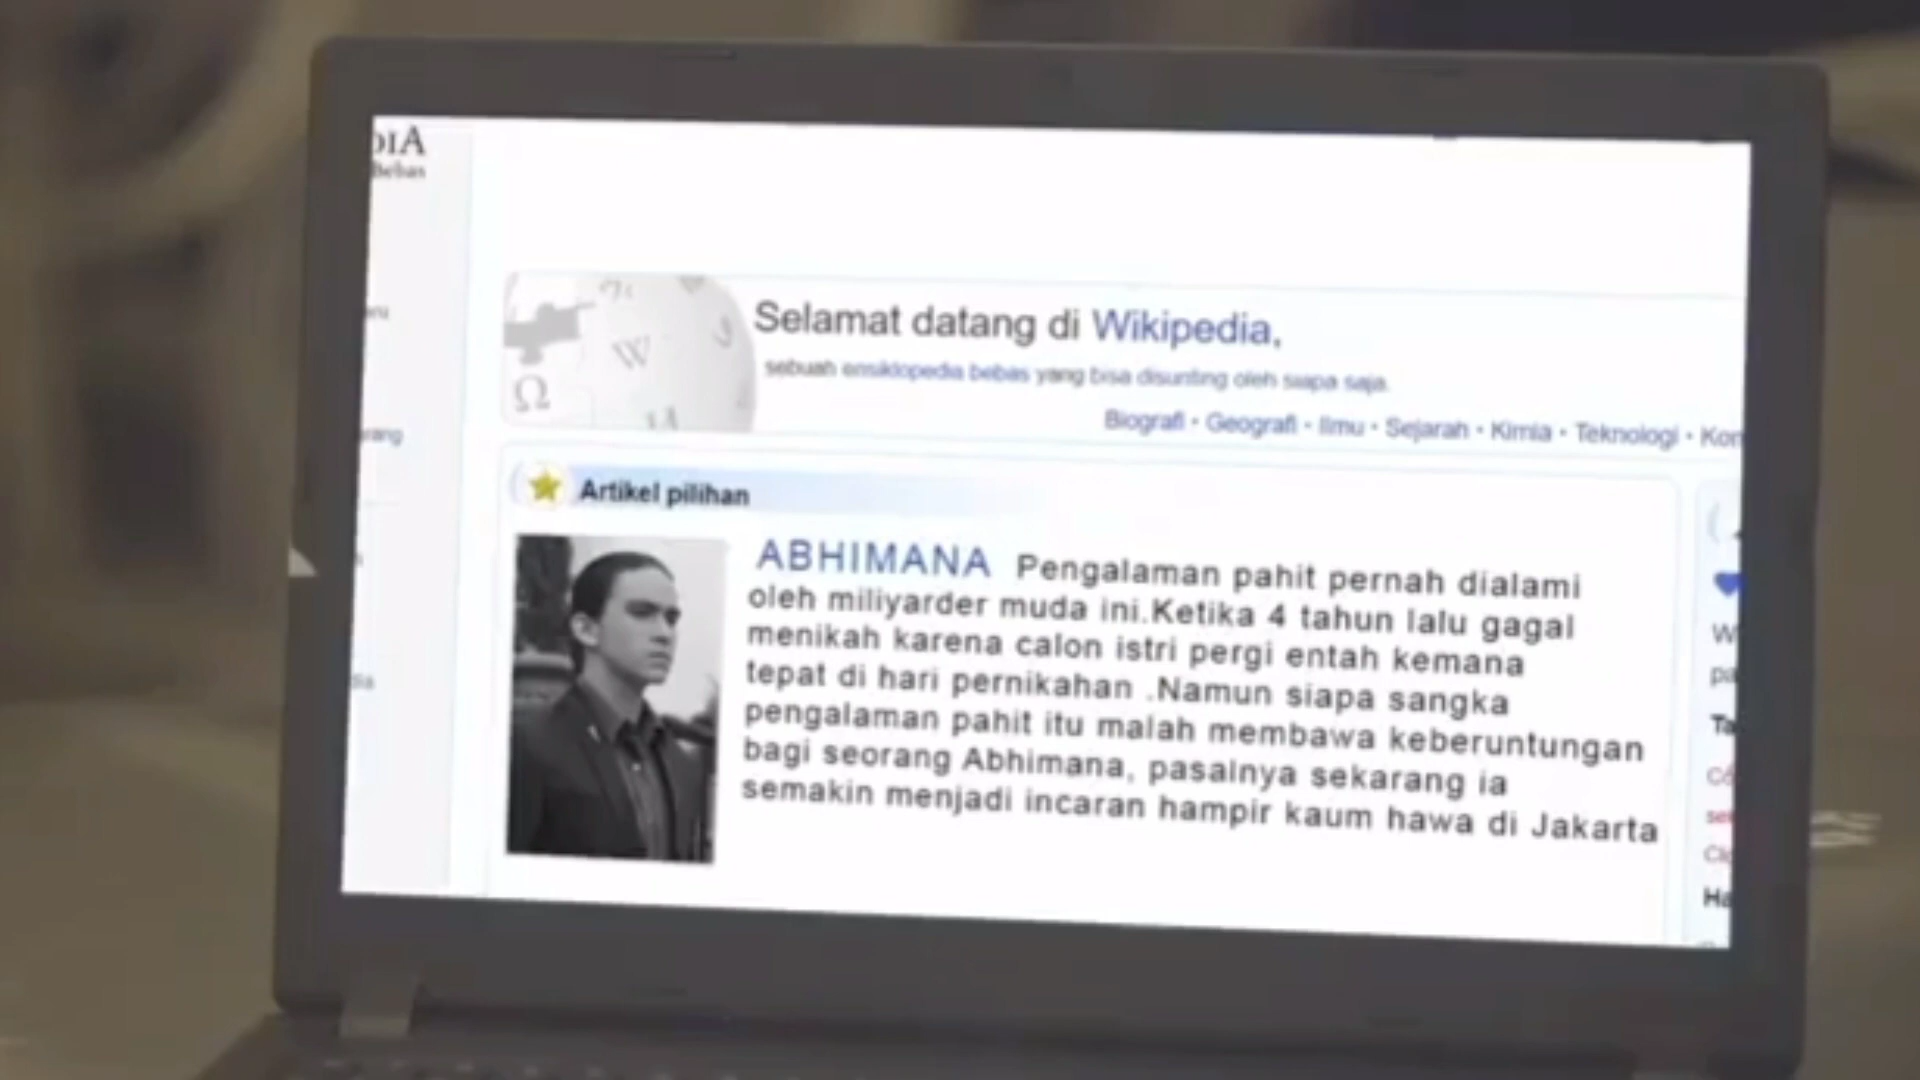 DIA
Bebas
Selamat datang di Wikipedia,
sebuah ensiklopedia bebas yang bisa disunting oleh siapa saja.
Biografi • Geografi • Ilmu • Sejarah • Kimia • Teknologi • Kon
Artikel pilihan
ABHIMANA Pengalaman pahit pernah dialami
oleh miliyarder muda ini.Ketika 4 tahun lalu gagal
menikah karena calon istri pergi entah kemana
tepat di hari pernikahan .Namun siapa sangka
pengalaman pahit itu malah membawa keberuntungan
bagi seorang Abhimana, pasalnya sekarang ia
semakin menjadi incaran hampir kaum hawa di Jakarta